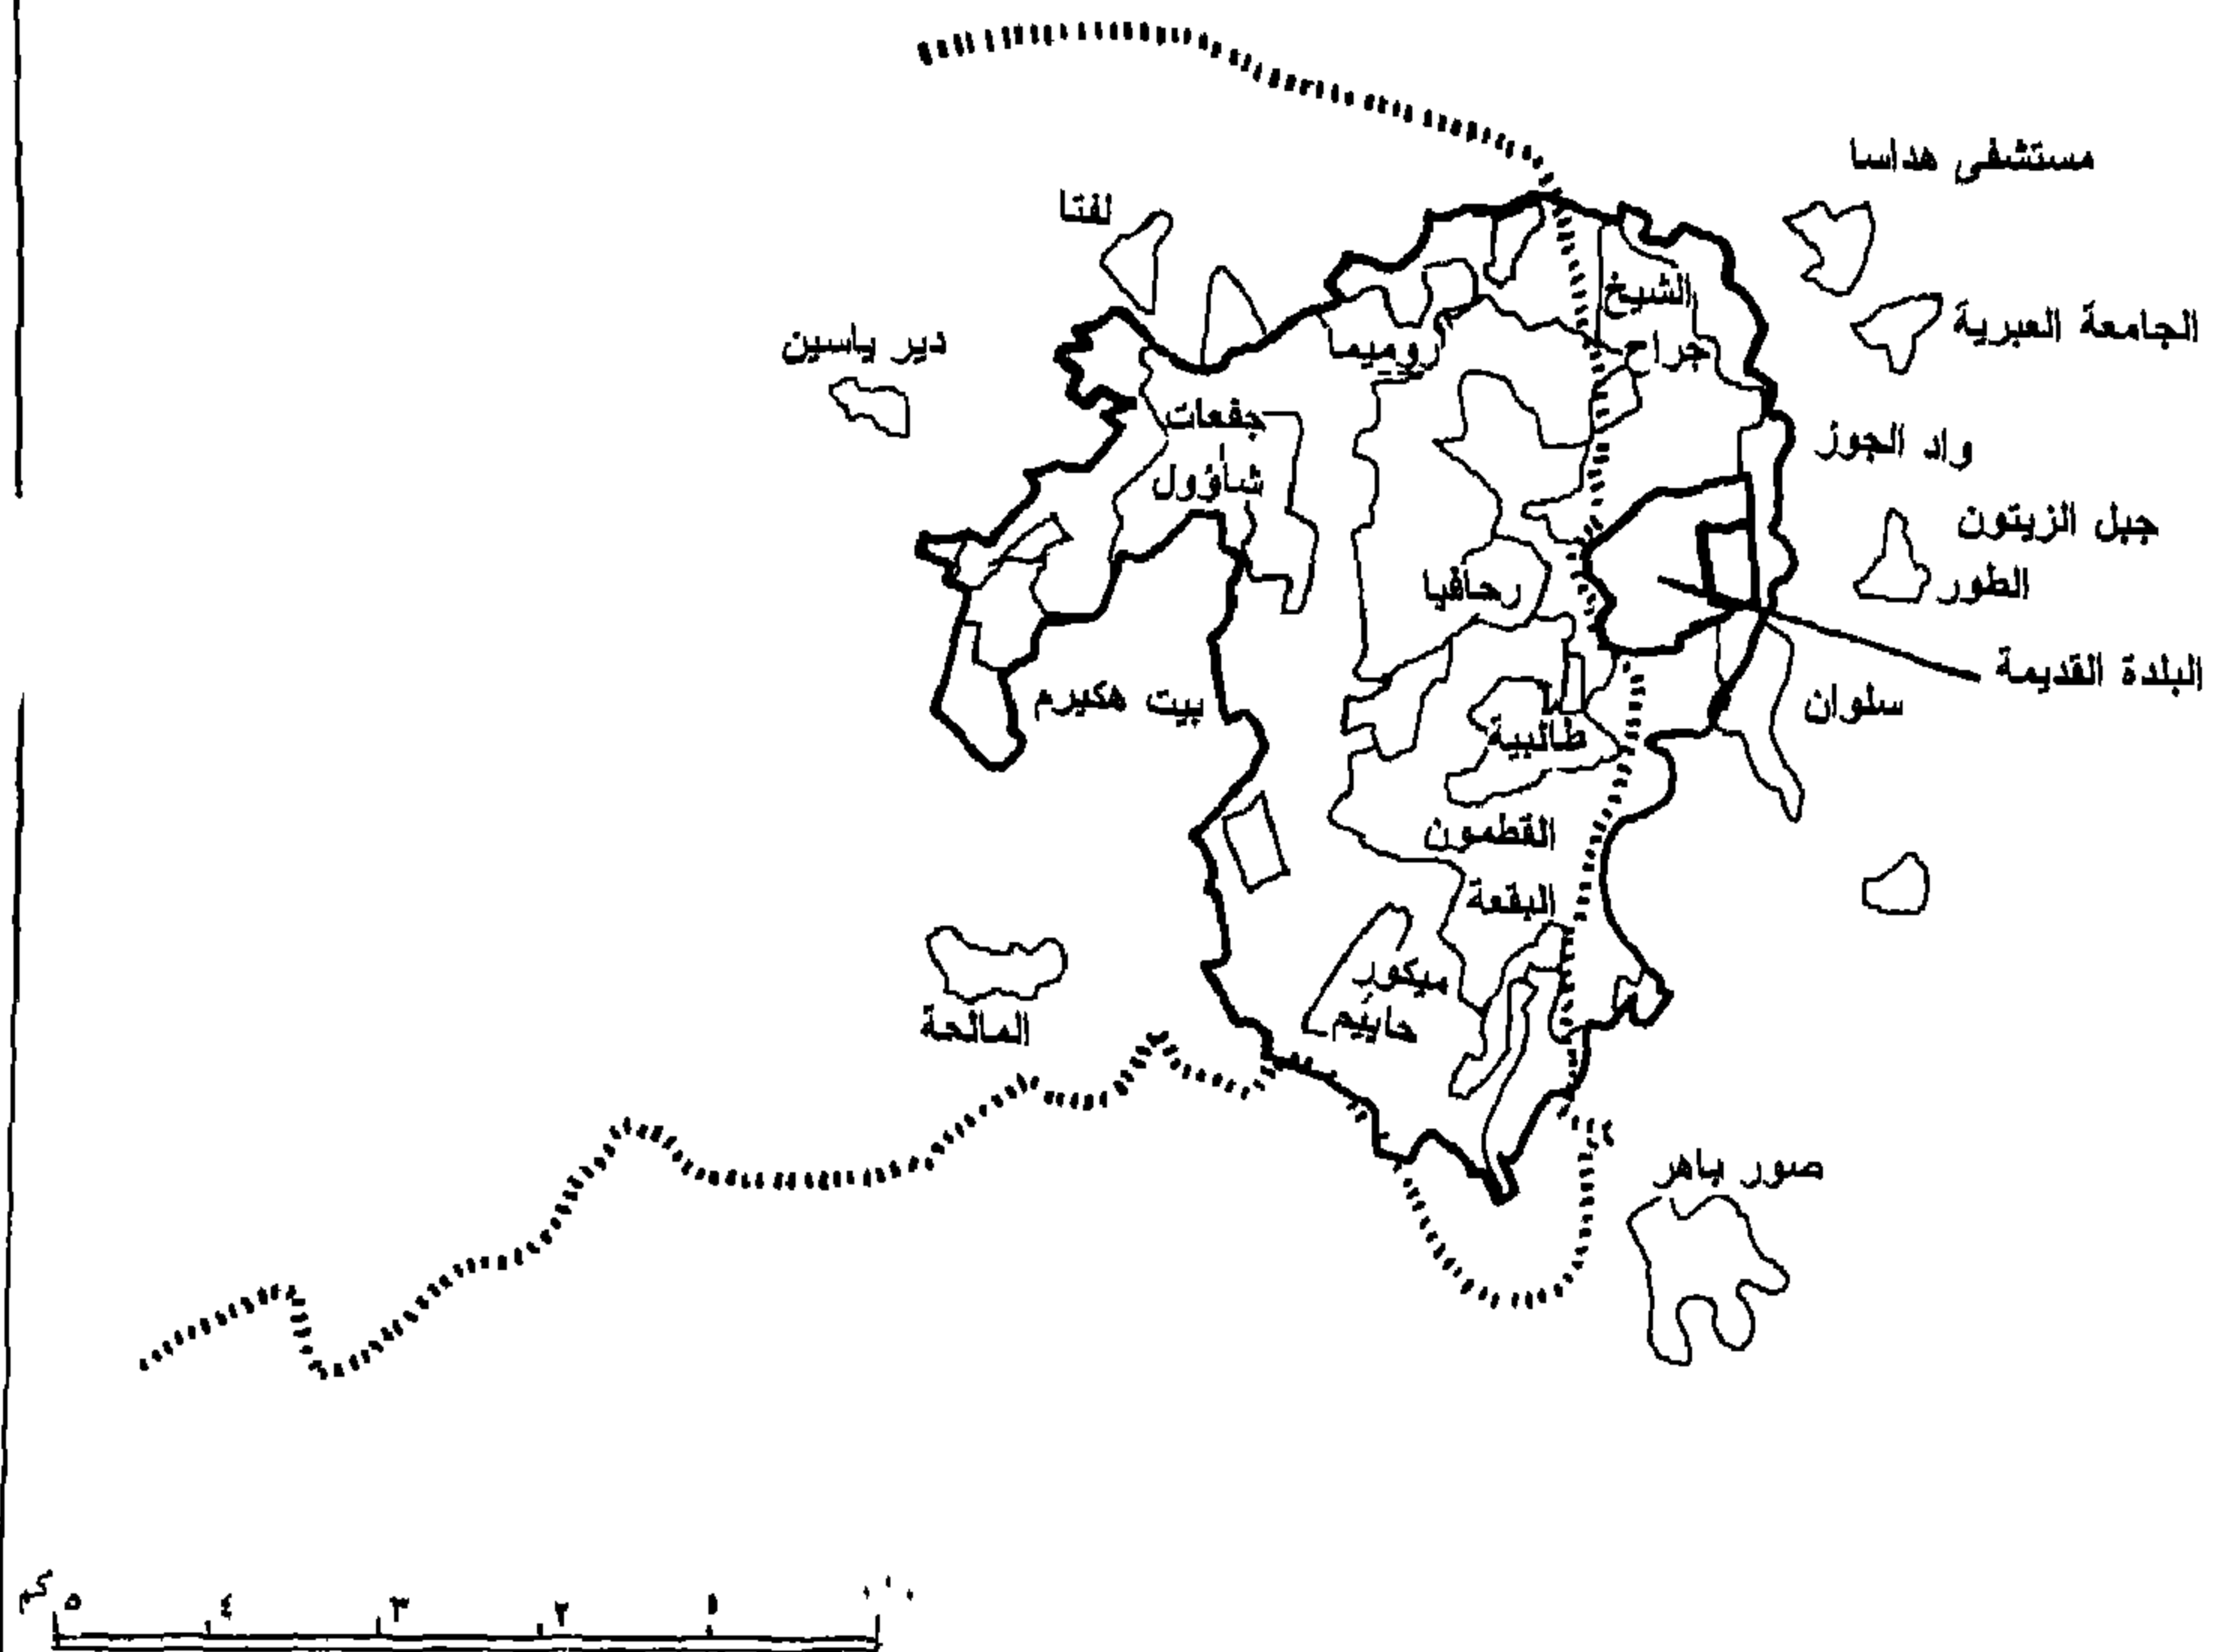 مستشفى هداسا
لفتا
الشيخ
جراح
الجامعة العبرية
روميما
دير ياسين
جفعات
شاؤول
واد الجوز
جبل الزيتون
الطور
رحافيا
البلدة القديمة
سلوان
بيت هكيرم
طالبية
القطمون
البقعة
ميكور
حاييم
المالحة
صور باهر
كم ٥ ٤ ٣ ٢ ١